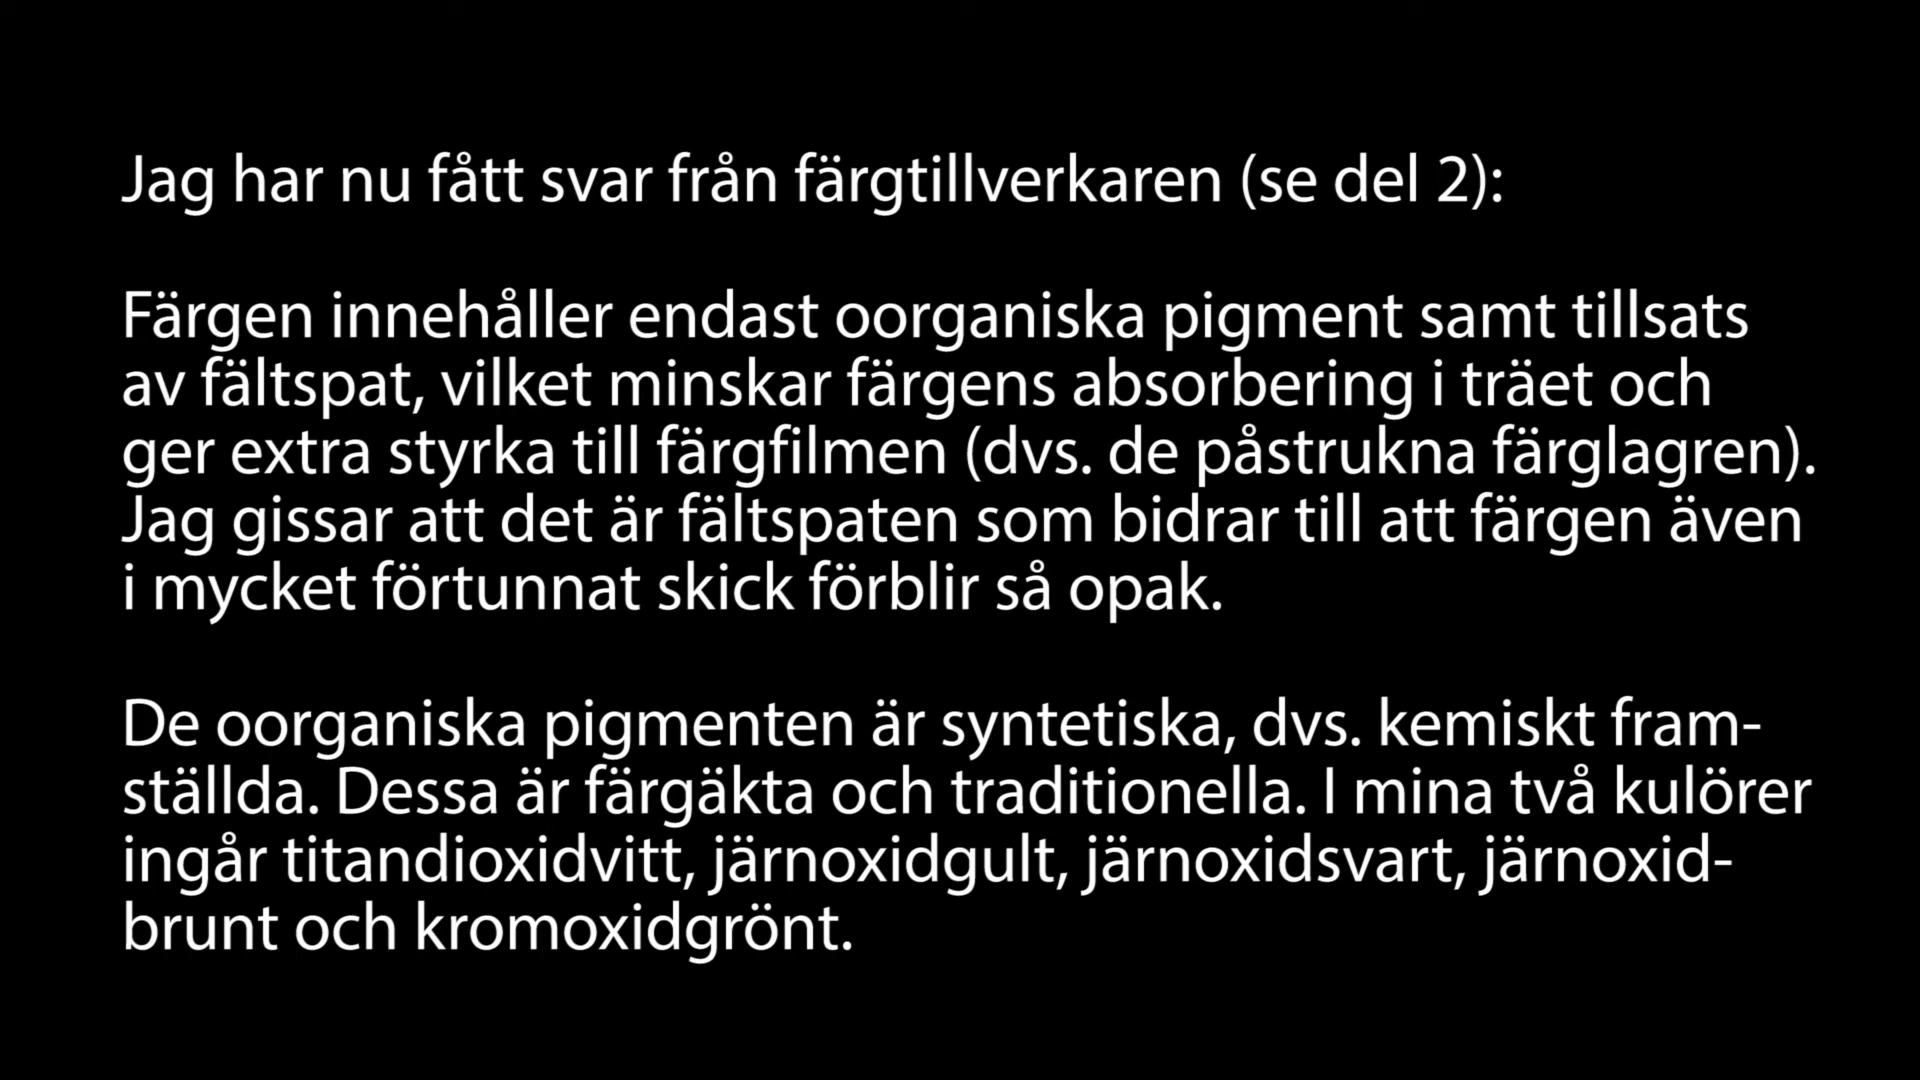 Jag har nu fått svar från färgtillverkaren (se del 2):
Färgen innehåller endast oorganiska pigment samt tillsats
av fältspat, vilket minskar färgens absorbering i träet och
ger extra styrka till färgfilmen (dvs. de påstrukna färglagren).
Jag gissar att det är fältspaten som bidrar till att färgen även
i mycket förtunnat skick förblir så opak.
De oorganiska pigmenten är syntetiska, dvs. kemiskt fram-
ställda. Dessa är färgäkta och traditionella. I mina två kulörer
ingår titandioxidvitt, järnoxidgult, järnoxidsvart, järnoxid-
brunt och kromoxidgrönt.